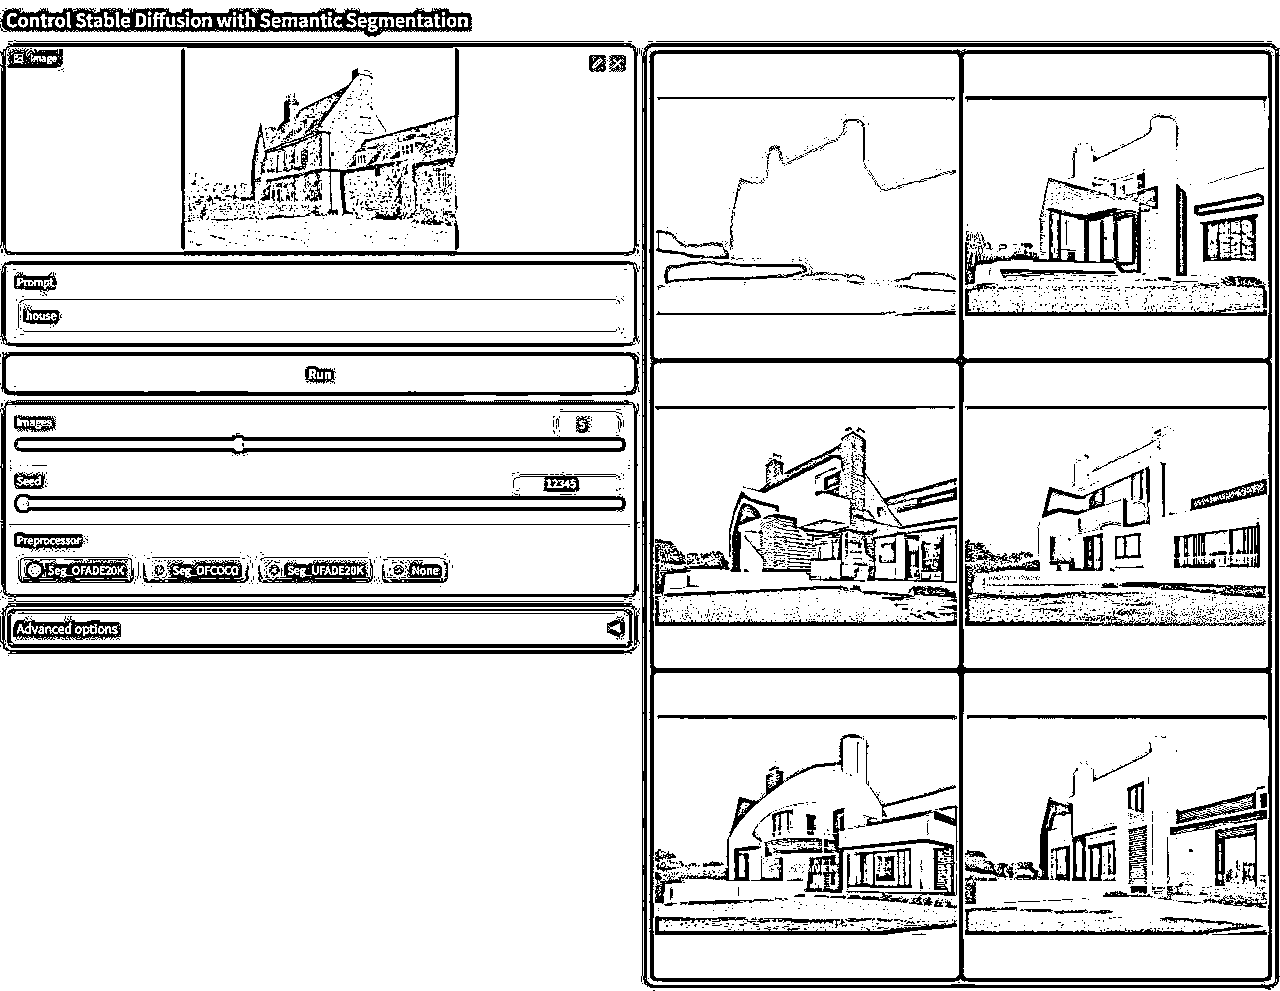 Control Stable Diffusion with Semantic Segmentation
Image
Prompt
house
Run
Images
5
Seed
12345
Preprocessor
Seg_OFADE20K
Seg_OFCOCO
Seg_UFADE20K
None
Advanced options